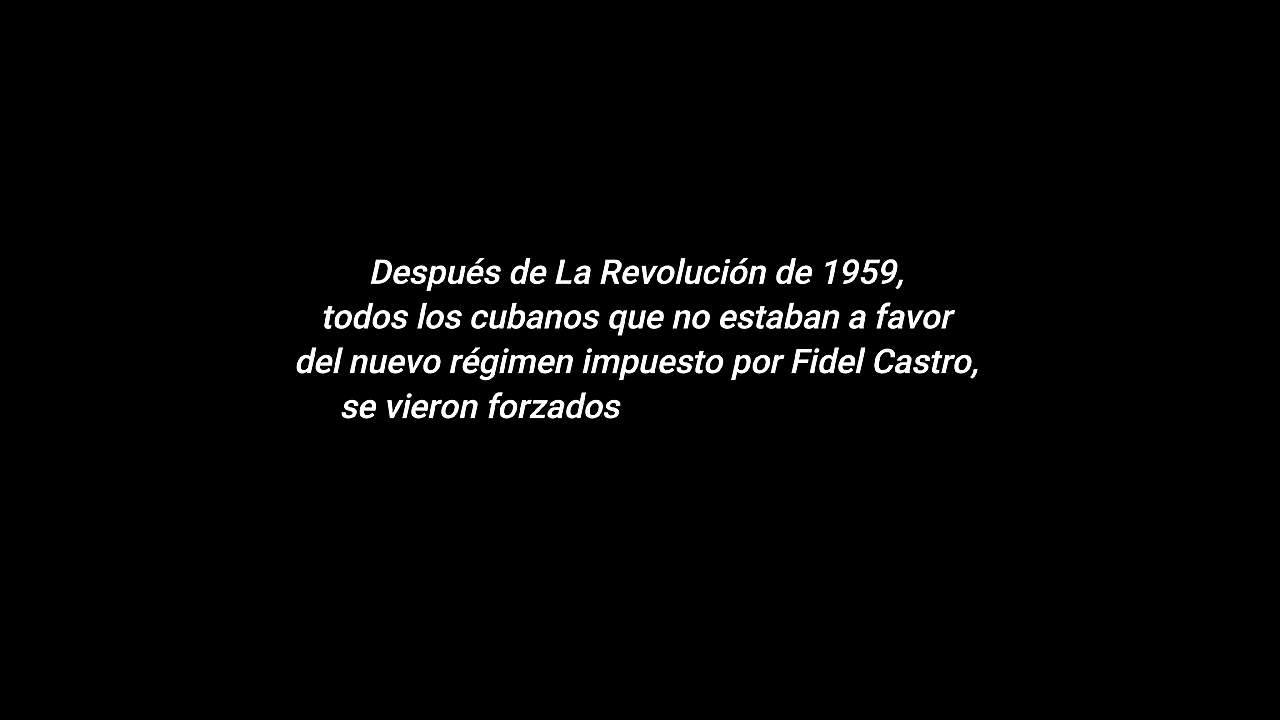 Después de La Revolución de 1959,
todos los cubanos que no estaban a favor
del nuevo régimen impuesto por Fidel Castro,
se vieron forzados